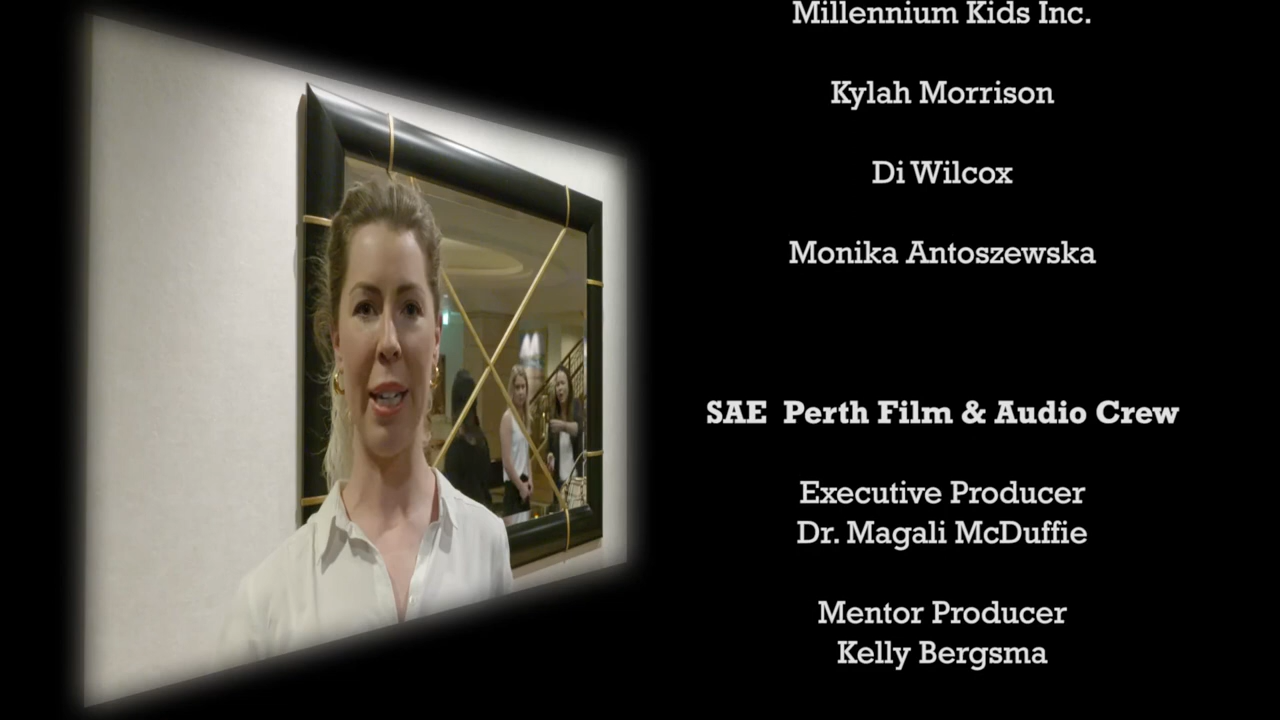 Millennium Kids Inc.
Kylah Morrison
Di Wilcox
Monika Antoszewska
SAE Perth Film & Audio Crew
Executive Producer
Dr. Magali McDuffie
Mentor Producer
Kelly Bergsma